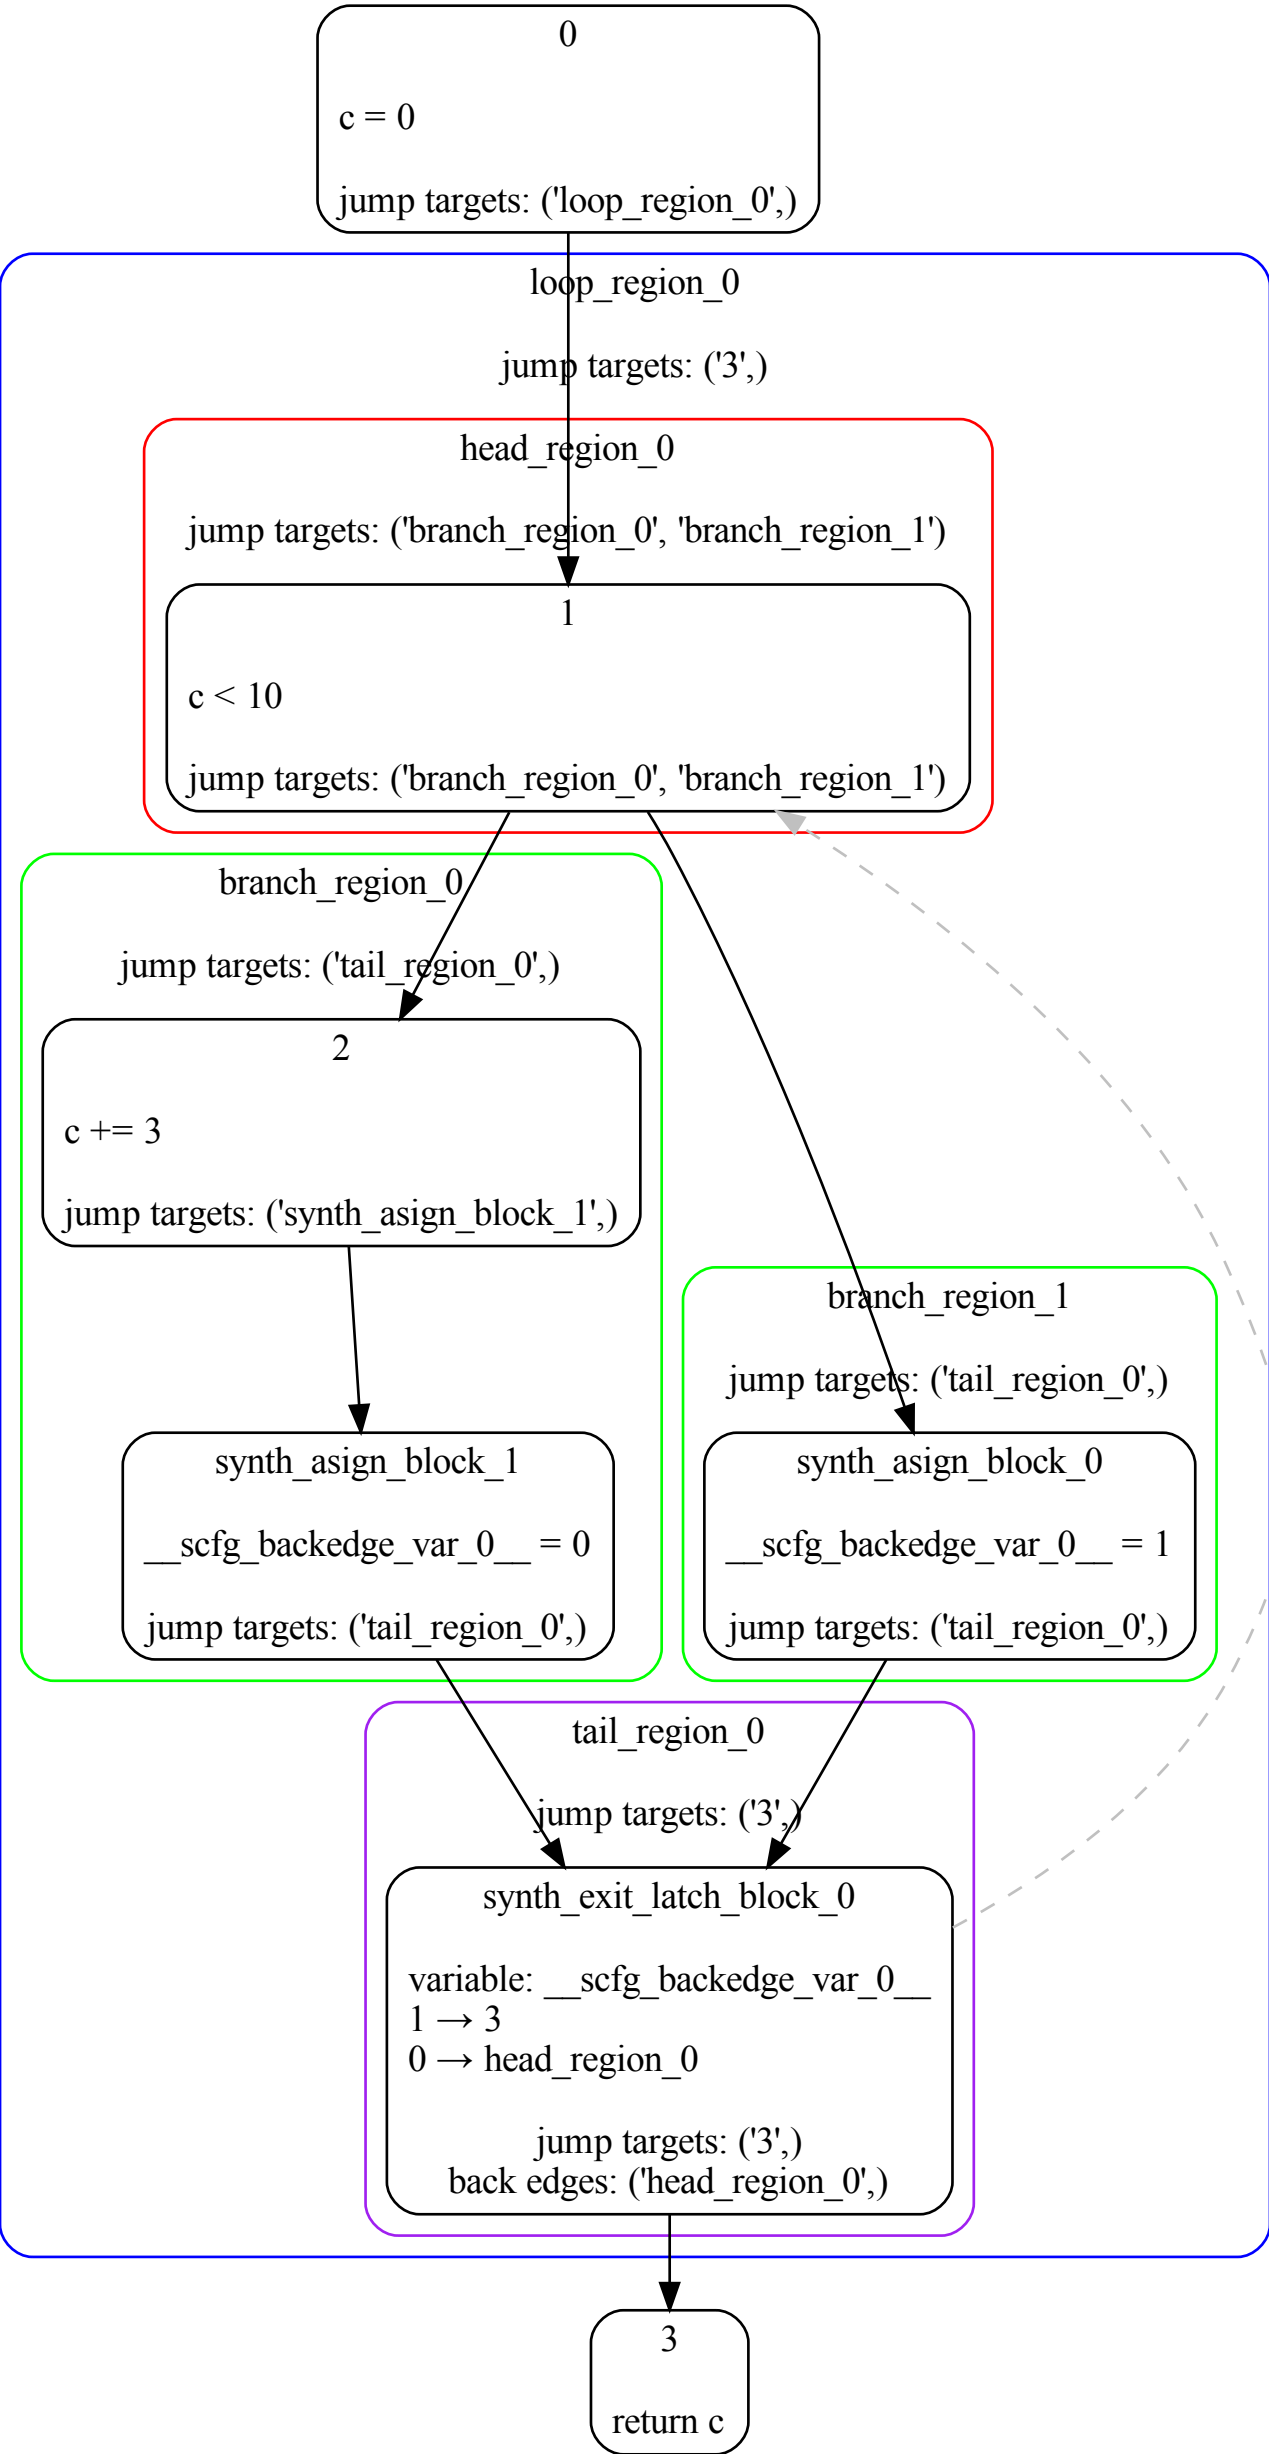 0
c = 0
jump targets: ('loop_region_0',)
loop_region_0
jump targets: ('3',)
head_region_0
jump targets: ('branch_region_0', 'branch_region_1')
1
c < 10
jump targets: ('branch_region_0', 'branch_region_1')
branch_region_0
jump targets: ('tail_region_0',)
2
c += 3
jump targets: ('synth_asign_block_1',)
branch_region_1
jump targets: ('tail_region_0',)
synth_asign_block_1
__scfg_backedge_var_0__ = 0
jump targets: ('tail_region_0',)
synth_asign_block_0
__scfg_backedge_var_0__ = 1
jump targets: ('tail_region_0',)
tail_region_0
jump targets: ('3',)
synth_exit_latch_block_0
variable: __scfg_backedge_var_0__
1 → 3
0 → head_region_0
jump targets: ('3',)
back edges: ('head_region_0',)
3
return c